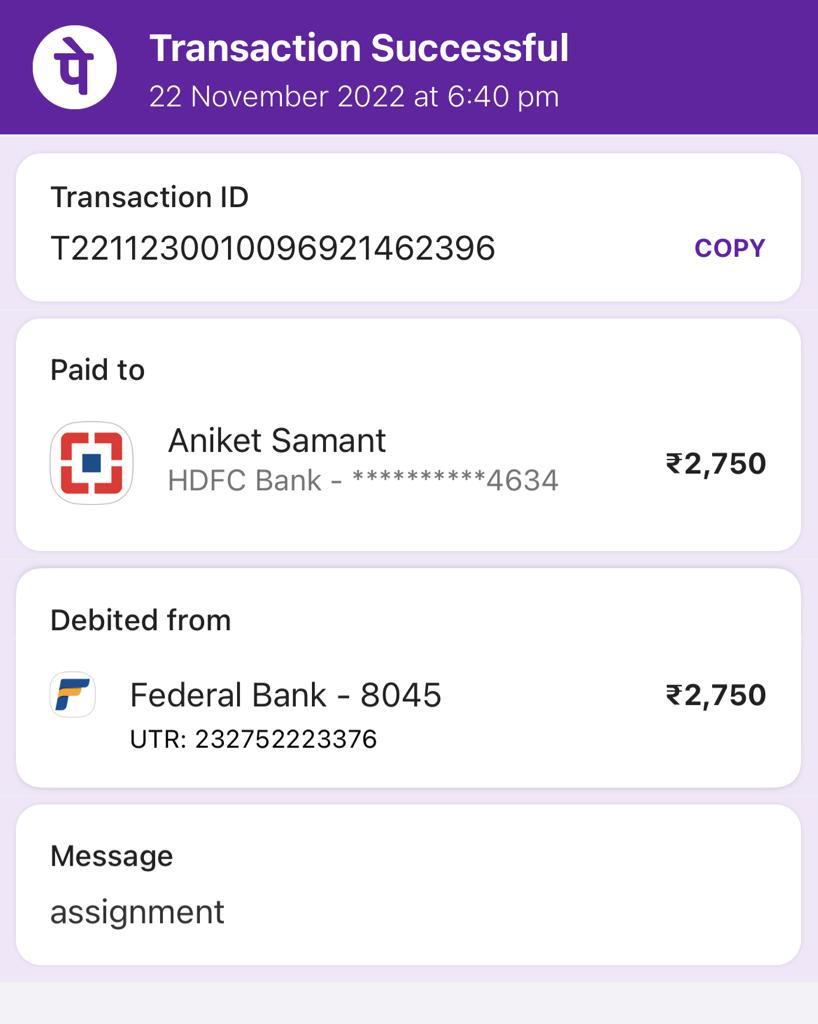 पे
Transaction Successful
22 November 2022 at 6:40 pm
Transaction ID
T2211230010096921462396
COPY
Paid to
Aniket Samant
HDFC Bank - **********4634
₹2,750
Debited from
Federal Bank - 8045
₹2,750
UTR: 232752223376
Message
assignment